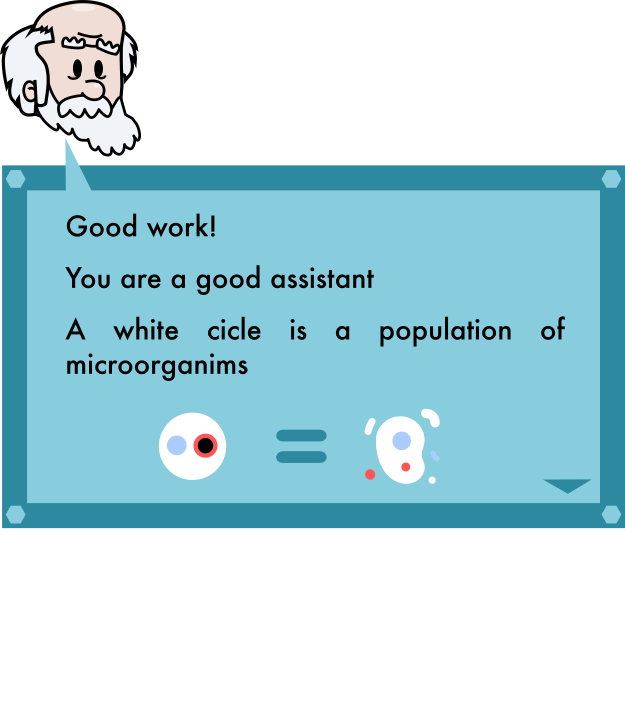 Good work!
You are a good assistant
A white cicle is a population of
microorganims